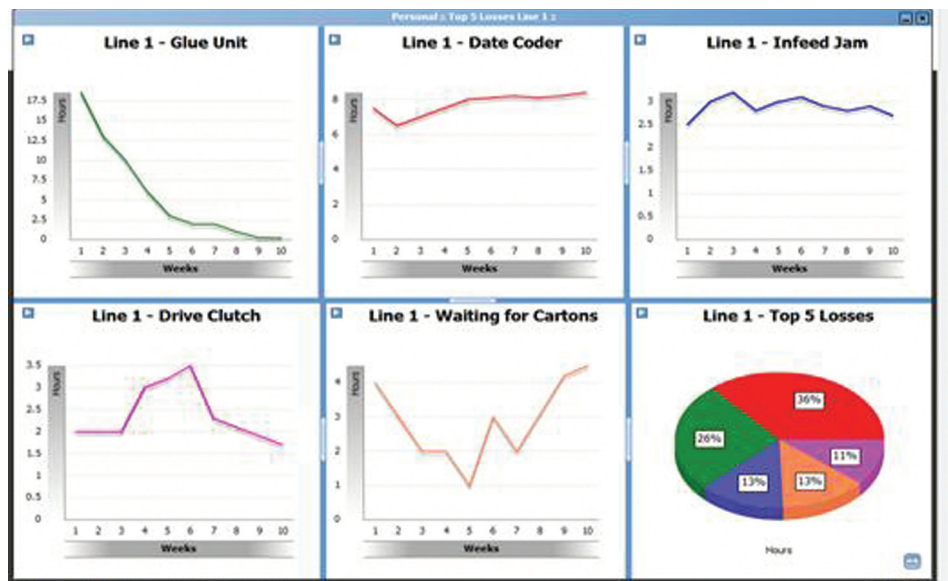 Personal :: Top 5 Losses Line 1 ::
Line 1 - Glue Unit
Hours
17.5
15
12.5
10
7.5
5
2.5
0
1 2 3 4 5 6 7 8 9 10
Weeks
Line 1 - Date Coder
Hours
8
6
4
2
0
1 2 3 4 5 6 7 8 9 10
Weeks
Line 1 - Infeed Jam
Hours
3
2.5
2
1.5
1
0.5
0
1 2 3 4 5 6 7 8 9 10
Weeks
Line 1 - Drive Clutch
Hours
3.5
3
2.5
2
1.5
1
0.5
0
1 2 3 4 5 6 7 8 9 10
Weeks
Line 1 - Waiting for Cartons
Hours
4
3
2
1
0
1 2 3 4 5 6 7 8 9 10
Weeks
Line 1 - Top 5 Losses
36%
26%
11%
13%
13%
Hours